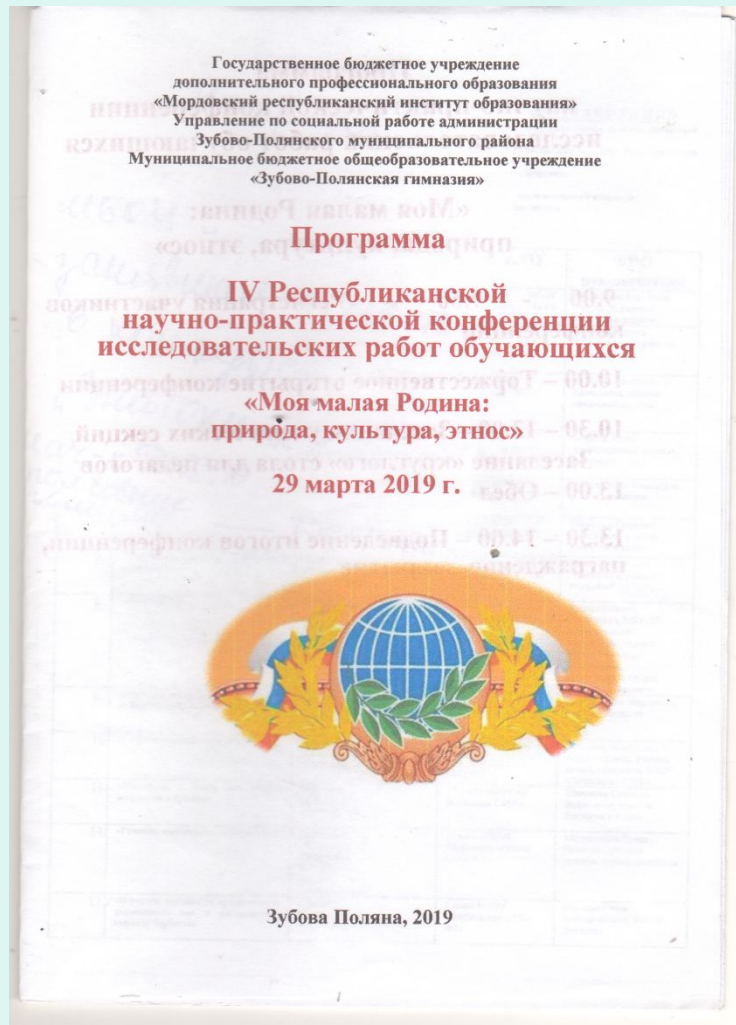 Государственное бюджетное учреждение
дополнительного профессионального образования
«Мордовский республиканский институт образования»
Управление по социальной работе администрации
Зубово-Полянского муниципального района
Муниципальное бюджетное общеобразовательное учреждение
«Зубово-Полянская гимназия»
Программа
IV Республиканской
научно-практической конференции
исследовательских работ обучающихся
«Моя малая Родина:
природа, культура, этнос»
29 марта 2019 г.
Зубова Поляна, 2019